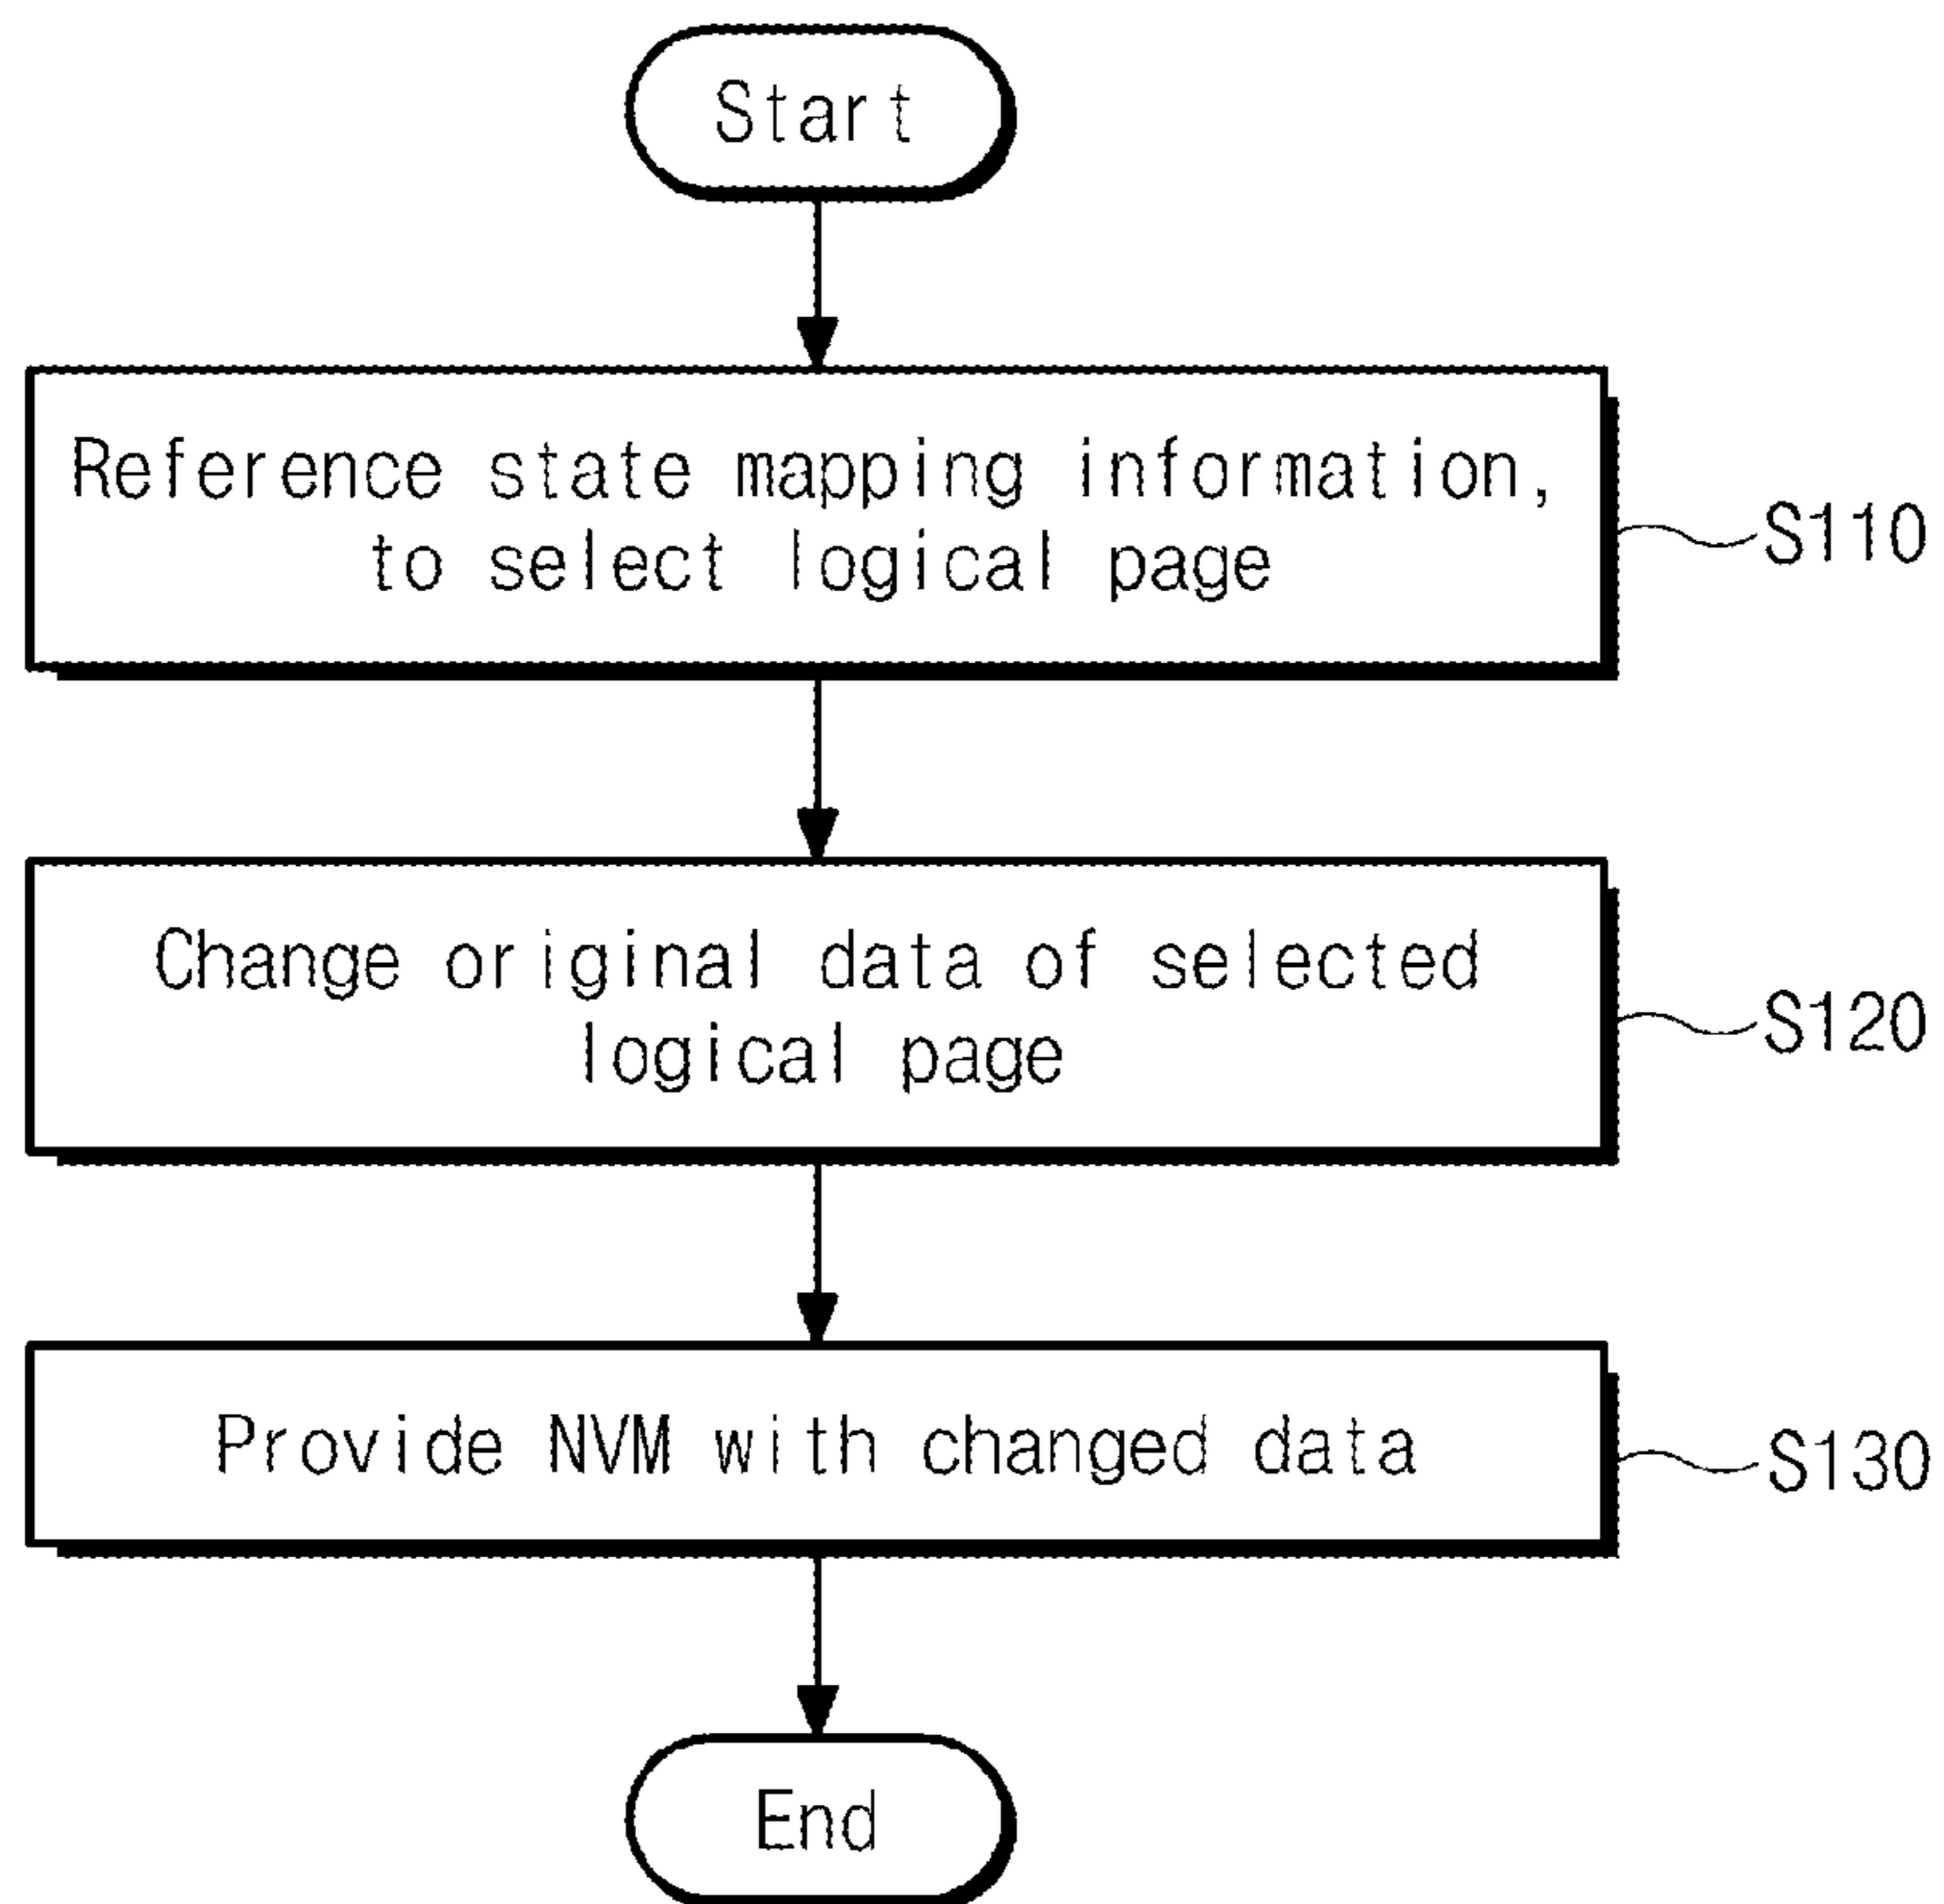 Start
Reference state mapping information,
to select logical page
S110
Change original data of selected
logical page
S120
Provide NVM with changed data
S130
End